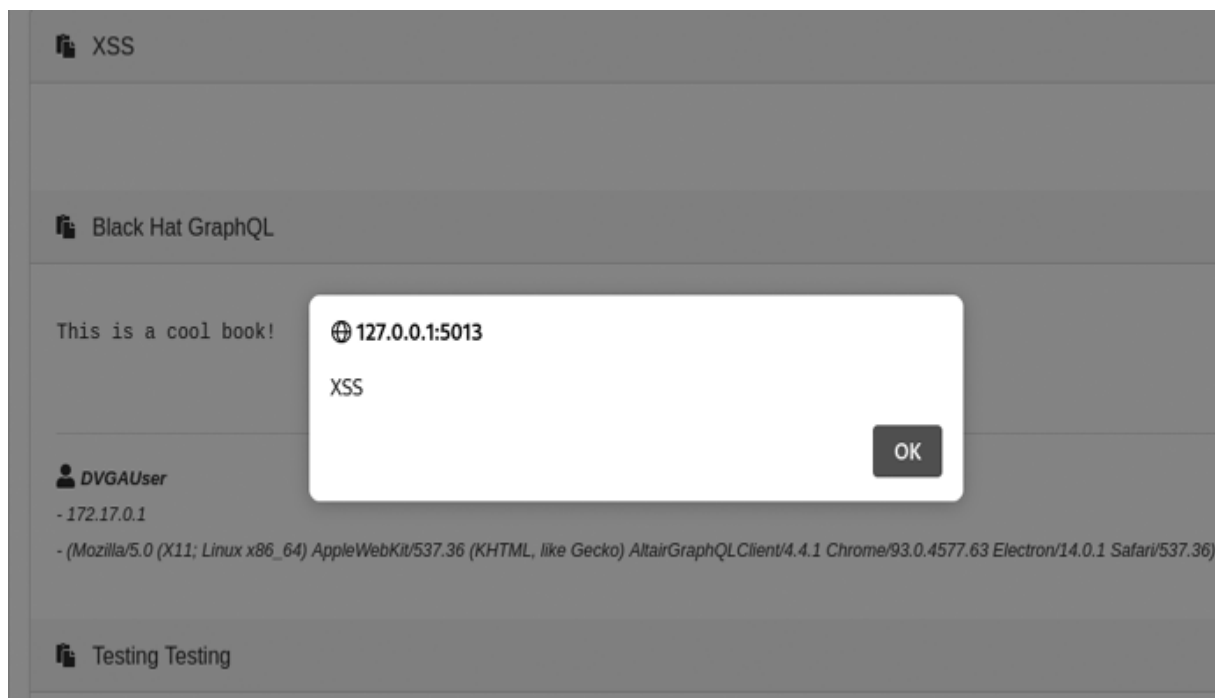 XSS
Black Hat GraphQL
This is a cool book!
127.0.0.1:5013
XSS
OK
DVGAUser
- 172.17.0.1
- (Mozilla/5.0 (X11; Linux x86_64) AppleWebKit/537.36 (KHTML, like Gecko) AltairGraphQLClient/4.4.1 Chrome/93.0.4577.63 Electron/14.0.1 Safari/537.36)
Testing Testing